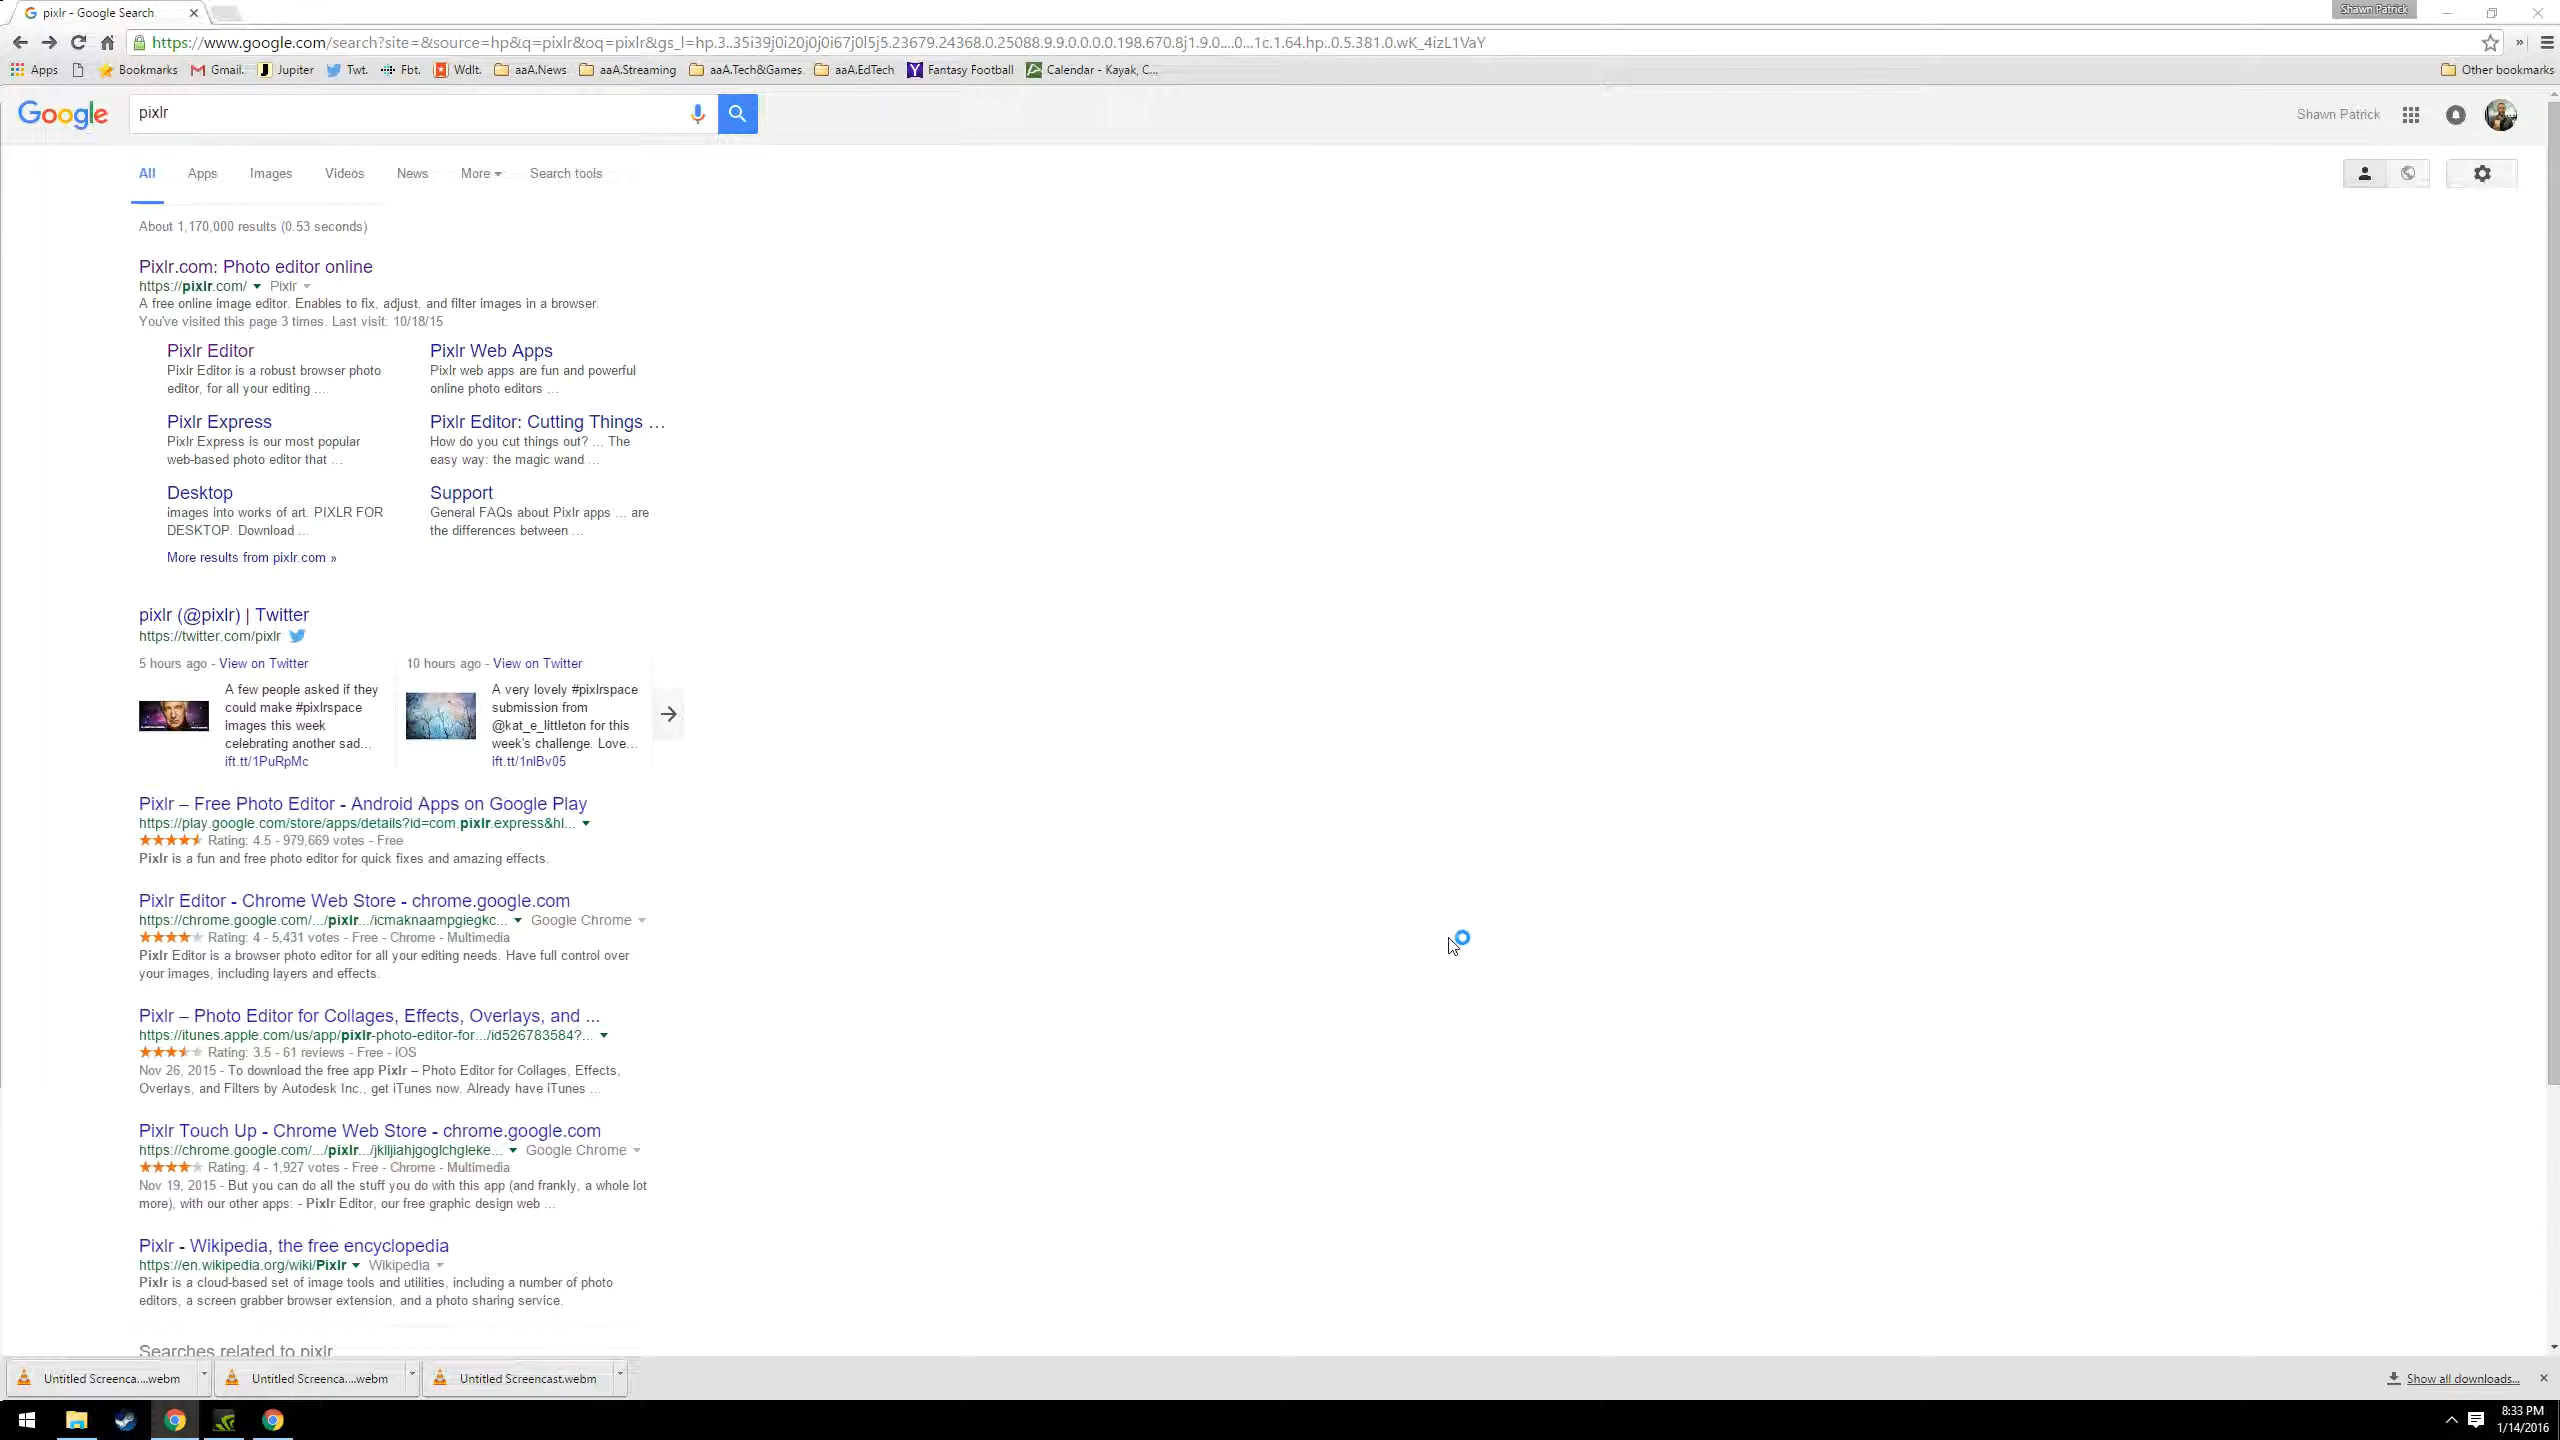 pixlr - Google Search
Shawn Patrick
https://www.google.com/search?site=&source=hp&q=pixlr&oq=pixlr&gs_l=hp.3..35i39j0i20j0j0i67j0l5j5.23679.24368.0.25088.9.9.0.0.0.0.198.670.8j1.9.0....0...1c.1.64.hp..0.5.381.0.wK_4izL1VaY
Apps Bookmarks Gmail. Jupiter Twt. Fbt. Wdlt. aaA.News aaA.Streaming aaA.Tech&Games aaA.EdTech Fantasy Football Calendar - Kayak, C... Other bookmarks
Google pixlr Shawn Patrick
All Apps Images Videos News More Search tools
About 1,170,000 results (0.53 seconds)
Pixlr.com: Photo editor online
https://pixlr.com/ Pixlr
A free online image editor. Enables to fix, adjust, and filter images in a browser.
You've visited this page 3 times. Last visit: 10/18/15
Pixlr Editor
Pixlr Editor is a robust browser photo
editor, for all your editing ....
Pixlr Web Apps
Pixlr web apps are fun and powerful
online photo editors ...
Pixlr Express
Pixlr Express is our most popular
web-based photo editor that ...
Pixlr Editor: Cutting Things ...
How do you cut things out? ... The
easy way: the magic wand ...
Desktop
images into works of art. PIXLR FOR
DESKTOP. Download ...
Support
General FAQs about Pixlr apps ... are
the differences between ...
More results from pixlr.com »
pixlr (@pixlr) | Twitter
https://twitter.com/pixlr
5 hours ago - View on Twitter
A few people asked if they
could make #pixlrspace
images this week
celebrating another sad...
ift.tt/1PuRpMc
10 hours ago - View on Twitter
A very lovely #pixlrspace
submission from
@kat_e_littleton for this
week's challenge. Love...
ift.tt/1nlBv05
Pixlr – Free Photo Editor - Android Apps on Google Play
https://play.google.com/store/apps/details?id=com.pixlr.express&hl...
Rating: 4.5 - 979,669 votes - Free
Pixlr is a fun and free photo editor for quick fixes and amazing effects.
Pixlr Editor - Chrome Web Store - chrome.google.com
https://chrome.google.com/.../pixlr.../icmaknaampgiegkc... Google Chrome
Rating: 4 - 5,431 votes - Free - Chrome - Multimedia
Pixlr Editor is a browser photo editor for all your editing needs. Have full control over
your images, including layers and effects.
Pixlr – Photo Editor for Collages, Effects, Overlays, and ...
https://itunes.apple.com/us/app/pixlr-photo-editor-for.../id526783584?...
Rating: 3.5 - 61 reviews - Free - iOS
Nov 26, 2015 - To download the free app Pixlr – Photo Editor for Collages, Effects,
Overlays, and Filters by Autodesk Inc., get iTunes now. Already have iTunes ...
Pixlr Touch Up - Chrome Web Store - chrome.google.com
https://chrome.google.com/.../pixlr.../jklljiahjgoglchgleke... Google Chrome
Rating: 4 - 1,927 votes - Free - Chrome - Multimedia
Nov 19, 2015 - But you can do all the stuff you do with this app (and frankly, a whole lot
more), with our other apps: - Pixlr Editor, our free graphic design web ...
Pixlr - Wikipedia, the free encyclopedia
https://en.wikipedia.org/wiki/Pixlr Wikipedia
Pixlr is a cloud-based set of image tools and utilities, including a number of photo
editors, a screen grabber browser extension, and a photo sharing service.
Searches related to pixlr
Untitled Screenca....webm Untitled Screenca....webm Untitled Screencast.webm Show all downloads...
8:33 PM
1/14/2016